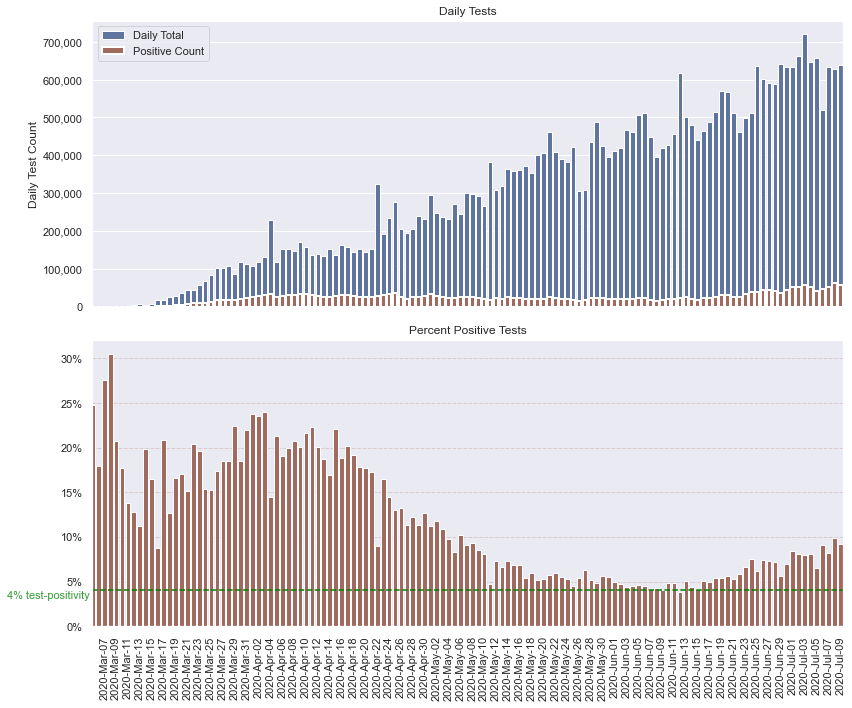 Daily Tests
Daily Total
Positive Count
700,000
600,000
500,000
400,000
300,000
200,000
100,000
0
Daily Test Count
Percent Positive Tests
30%
25%
20%
15%
10%
5%
4% test-positivity
0%
2020-Mar-07
2020-Mar-09
2020-Mar-11
2020-Mar-13
2020-Mar-15
2020-Mar-17
2020-Mar-19
2020-Mar-21
2020-Mar-23
2020-Mar-25
2020-Mar-27
2020-Mar-29
2020-Mar-31
2020-Apr-02
2020-Apr-04
2020-Apr-06
2020-Apr-08
2020-Apr-10
2020-Apr-12
2020-Apr-14
2020-Apr-16
2020-Apr-18
2020-Apr-20
2020-Apr-22
2020-Apr-24
2020-Apr-26
2020-Apr-28
2020-Apr-30
2020-May-02
2020-May-04
2020-May-06
2020-May-08
2020-May-10
2020-May-12
2020-May-14
2020-May-16
2020-May-18
2020-May-20
2020-May-22
2020-May-24
2020-May-26
2020-May-28
2020-May-30
2020-Jun-01
2020-Jun-03
2020-Jun-05
2020-Jun-07
2020-Jun-09
2020-Jun-11
2020-Jun-13
2020-Jun-15
2020-Jun-17
2020-Jun-19
2020-Jun-21
2020-Jun-23
2020-Jun-25
2020-Jun-27
2020-Jun-29
2020-Jul-01
2020-Jul-03
2020-Jul-05
2020-Jul-07
2020-Jul-09